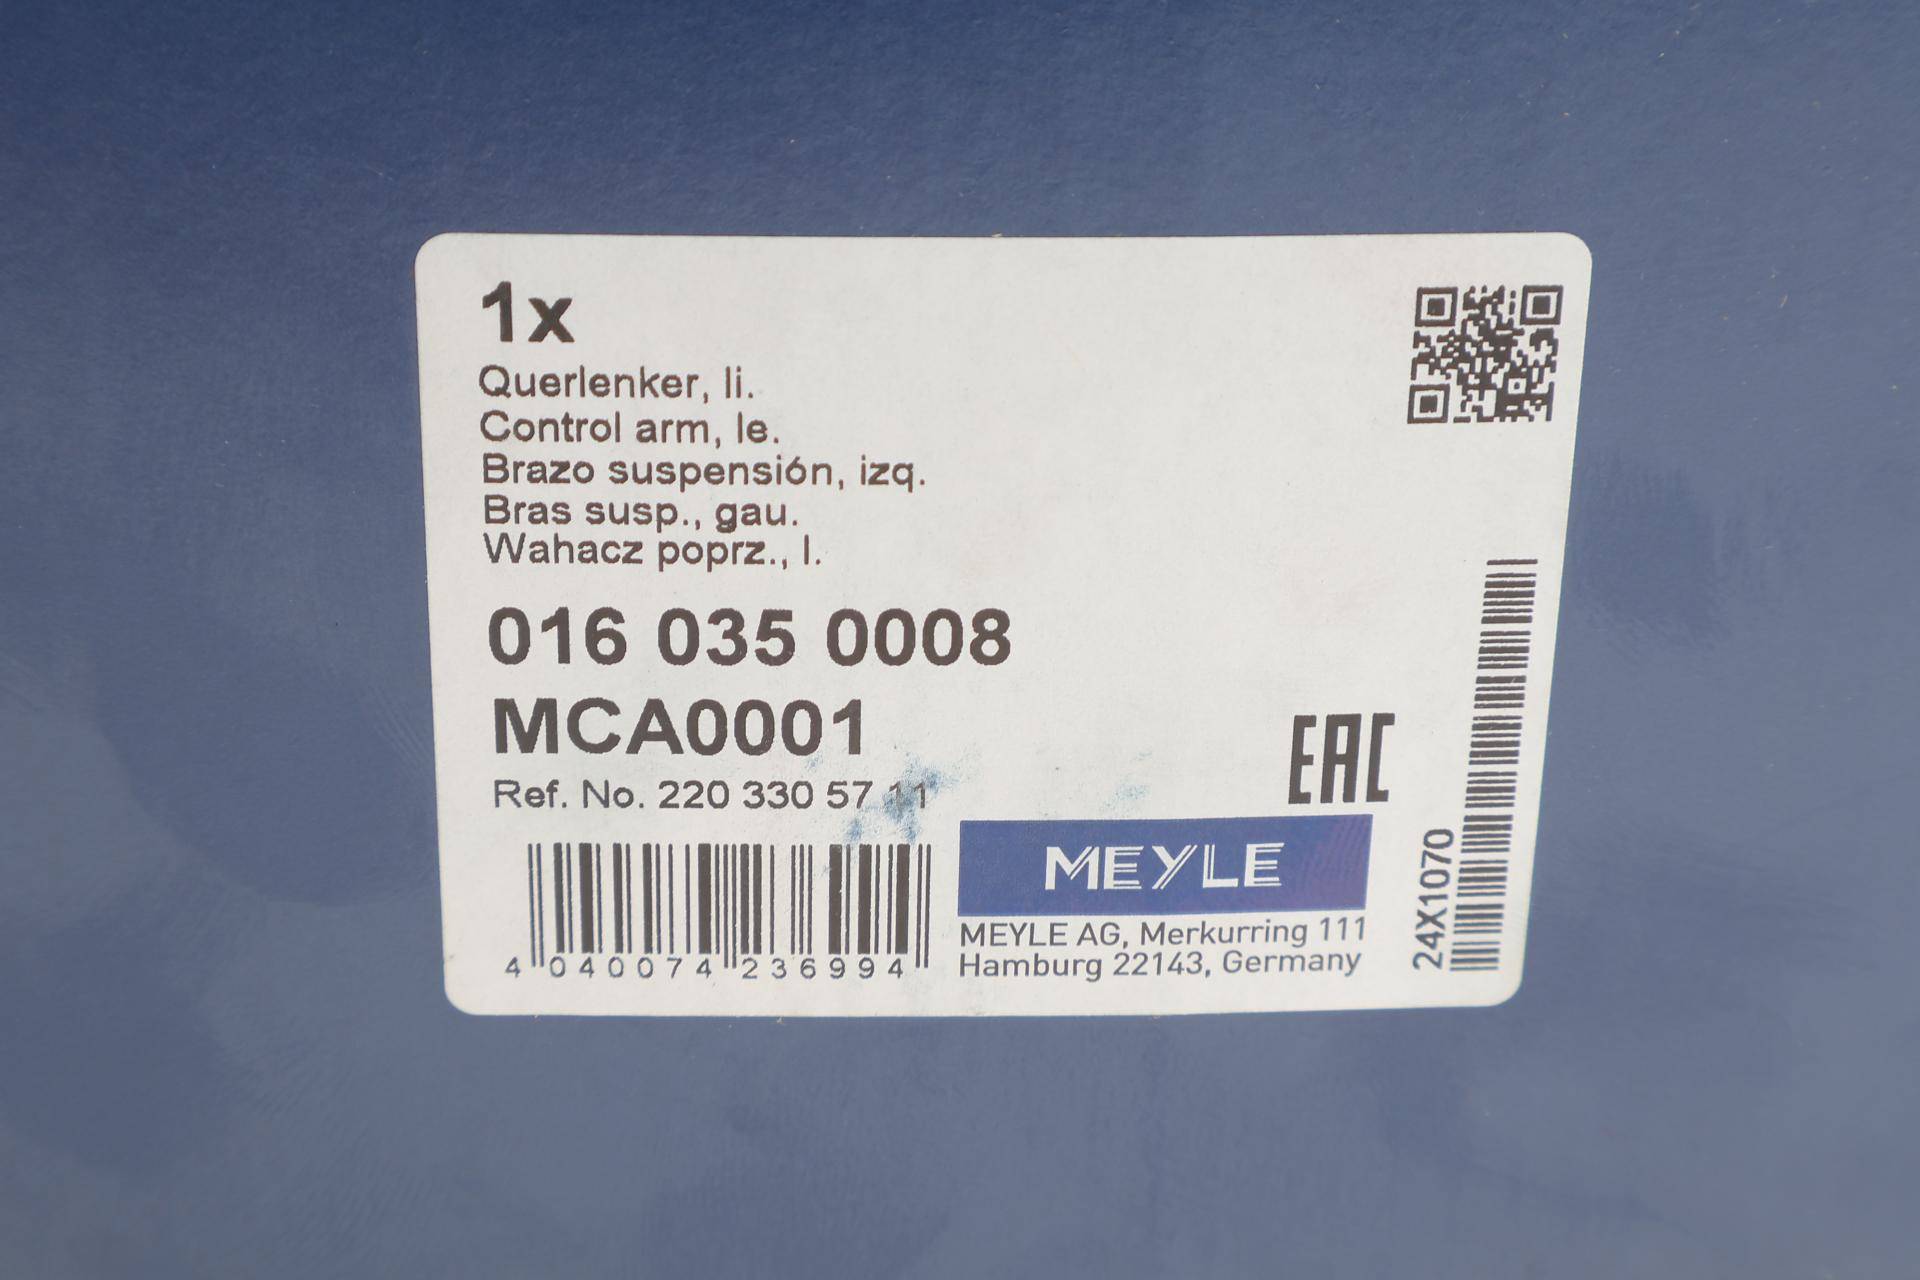 1x
Querlenker, li.
Control arm, le.
Brazo suspensión, izq.
Bras susp., gau.
Wahacz poprz., l.
016 035 0008
MCA0001
Ref. No. 220 330 57 11
EAC
MEYLE
MEYLE AG, Merkurring 111
Hamburg 22143, Germany
4 040074 236994
24X1070